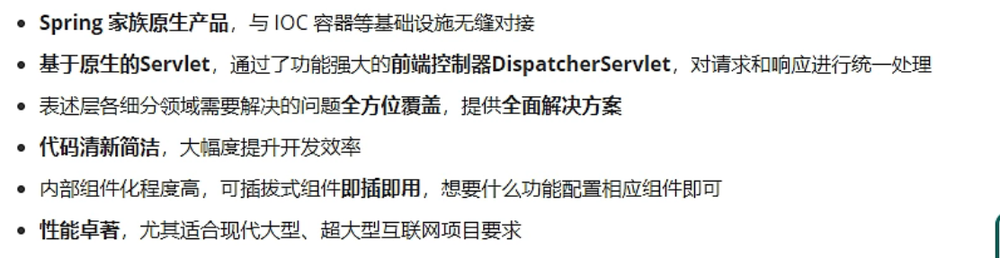 Spring 家族原生产品，与 IOC 容器等基础设施无缝对接
基于原生的Servlet，通过了功能强大的前端控制器DispatcherServlet，对请求和响应进行统一处理
表述层各细分领域需要解决的问题全方位覆盖，提供全面解决方案
代码清新简洁，大幅度提升开发效率
内部组件化程度高，可插拔式组件即插即用，想要什么功能配置相应组件即可
性能卓著，尤其适合现代大型、超大型互联网项目要求